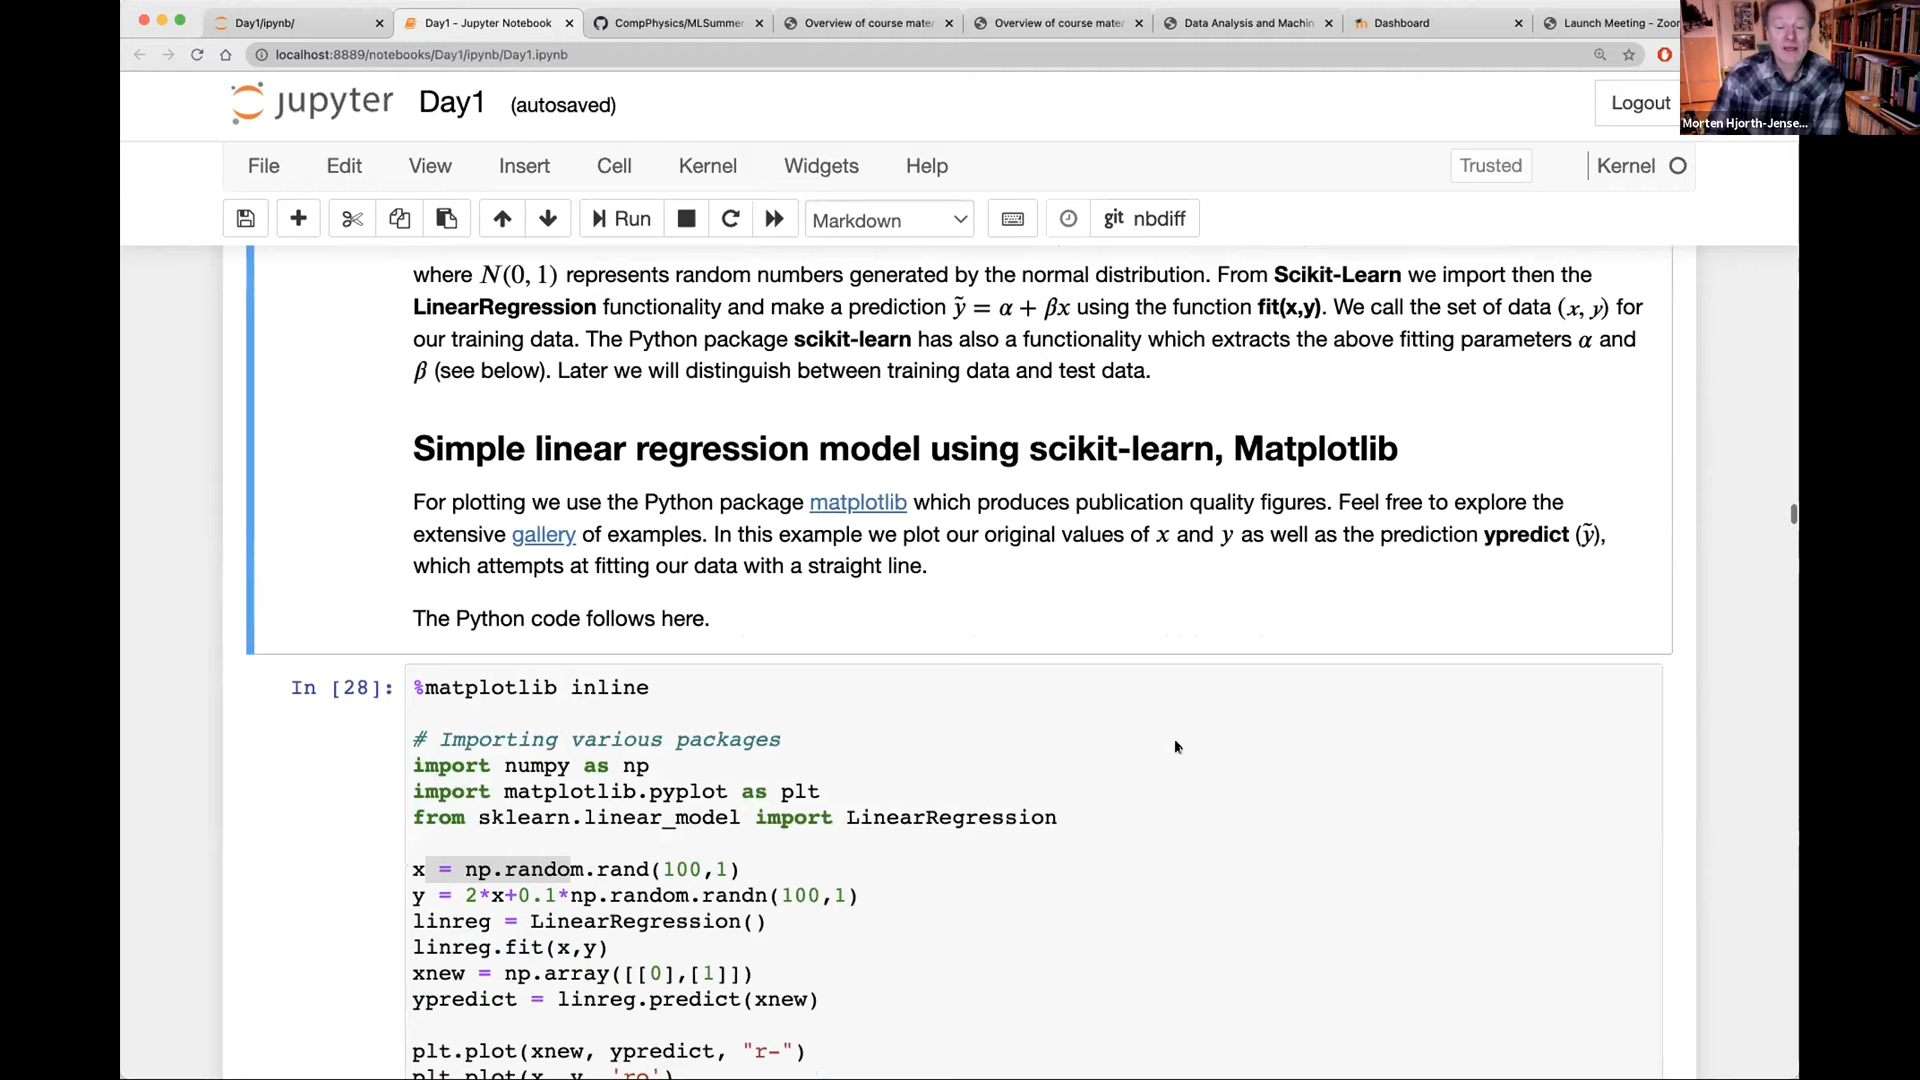 Day1/ipynb/
Day1 - Jupyter Notebook
CompPhysics/MLSummer
Overview of course mate
Overview of course mate
Data Analysis and Machin
Dashboard
Launch Meeting - Zoo
localhost:8889/notebooks/Day1/ipynb/Day1.ipynb
Morten Hjorth-Jense...
jupyter Day1 (autosaved)
Logout
File Edit View Insert Cell Kernel Widgets Help
Trusted
Kernel
Run
Markdown
git nbdiff
where N(0, 1) represents random numbers generated by the normal distribution. From Scikit-Learn we import then the
LinearRegression functionality and make a prediction ỹ = α + βx using the function fit(x,y). We call the set of data (x, y) for
our training data. The Python package scikit-learn has also a functionality which extracts the above fitting parameters α and
β (see below). Later we will distinguish between training data and test data.
Simple linear regression model using scikit-learn, Matplotlib
For plotting we use the Python package matplotlib which produces publication quality figures. Feel free to explore the
extensive gallery of examples. In this example we plot our original values of x and y as well as the prediction ypredict (ỹ),
which attempts at fitting our data with a straight line.
The Python code follows here.
In [28]:
%matplotlib inline
# Importing various packages
import numpy as np
import matplotlib.pyplot as plt
from sklearn.linear_model import LinearRegression
x = np.random.rand(100,1)
y = 2*x+0.1*np.random.randn(100,1)
linreg = LinearRegression()
linreg.fit(x,y)
xnew = np.array([[0],[1]])
ypredict = linreg.predict(xnew)
plt.plot(xnew, ypredict, "r-")
plt.plot(x, y, 'ro')